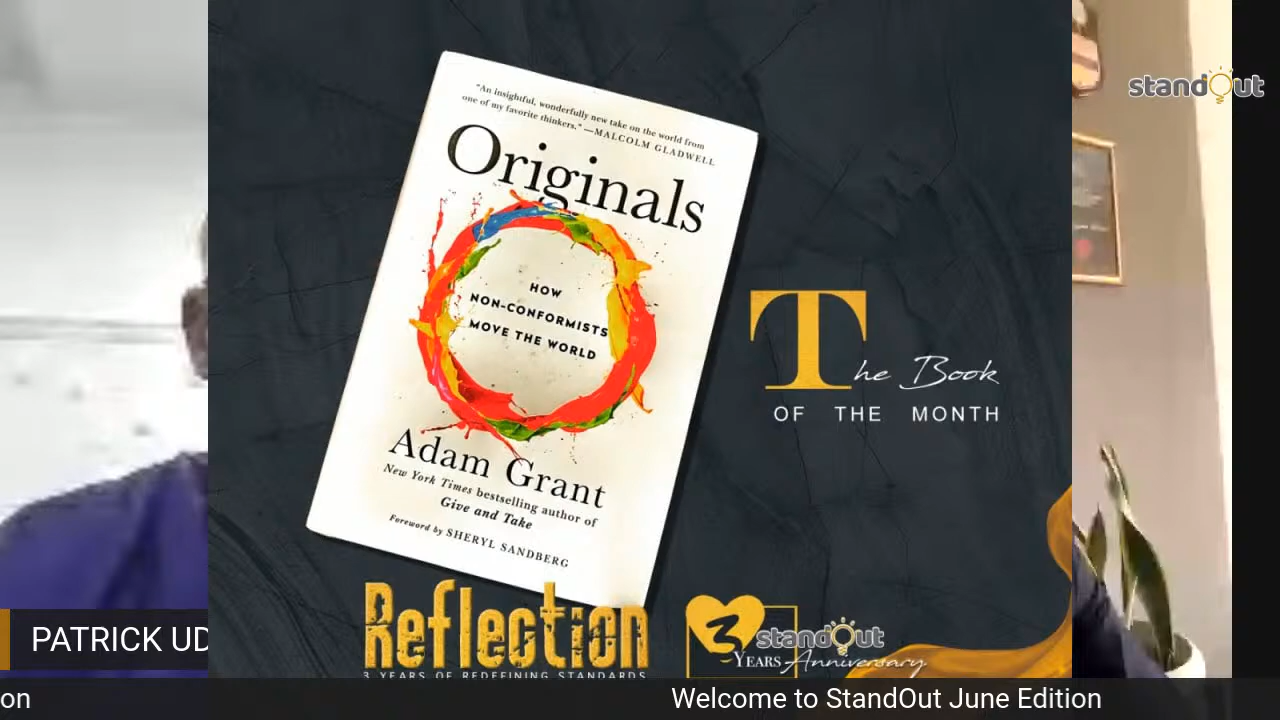 standOut
"An insightful, wonderfully new take on the world from
one of my favorite thinkers." —MALCOLM GLADWELL
Originals
HOW
NON-CONFORMISTS
MOVE THE WORLD
Adam Grant
New York Times bestselling author of
Give and Take
Foreword by SHERYL SANDBERG
The Book
OF THE MONTH
Reflection
3 YEARS OF REDEFINING STANDARDS
3
standOut
YEARS Anniversary
PATRICK UD
on
Welcome to StandOut June Edition